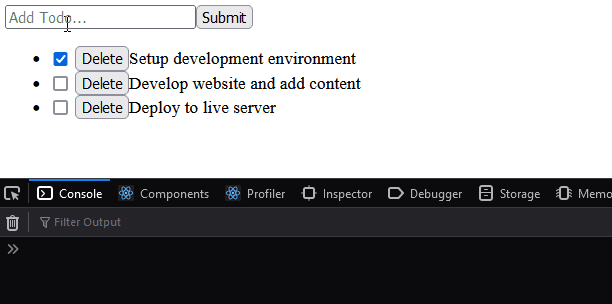 Add Todo... Submit
Delete Setup development environment
Delete Develop website and add content
Delete Deploy to live server
Console Components Profiler Inspector Debugger Storage Memo
Filter Output